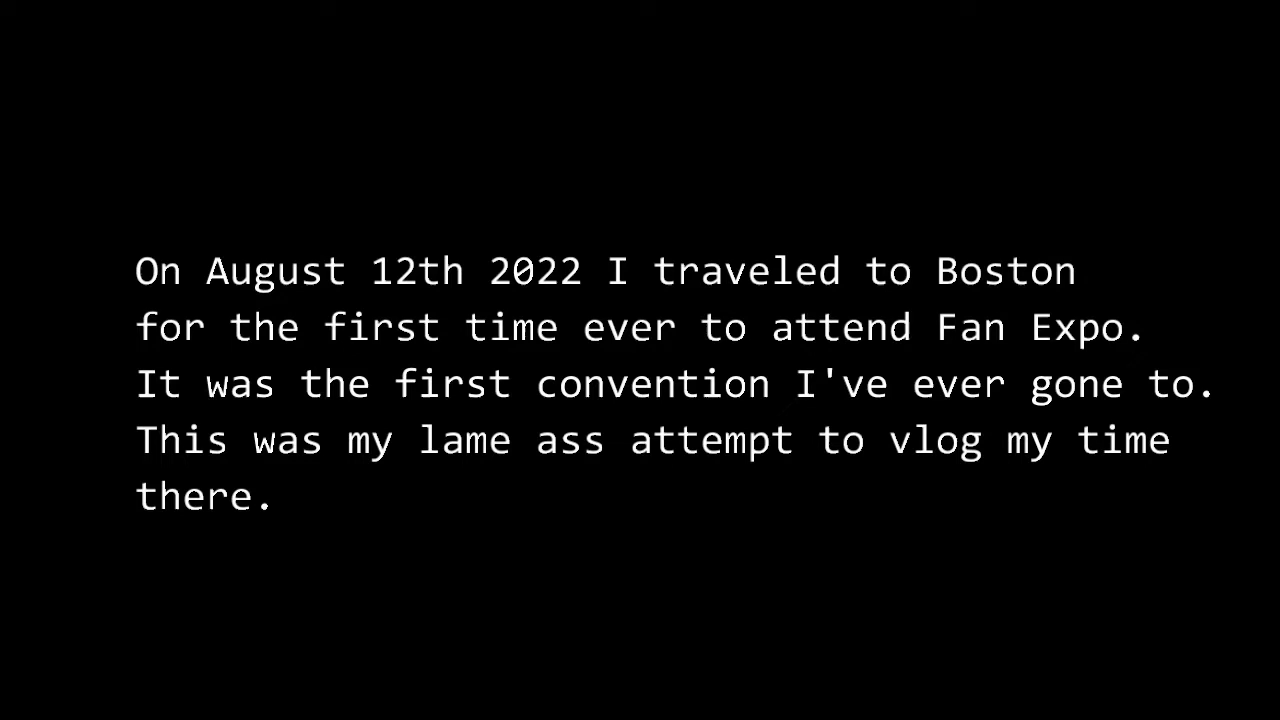 On August 12th 2022 I traveled to Boston
for the first time ever to attend Fan Expo.
It was the first convention I've ever gone to.
This was my lame ass attempt to vlog my time
there.